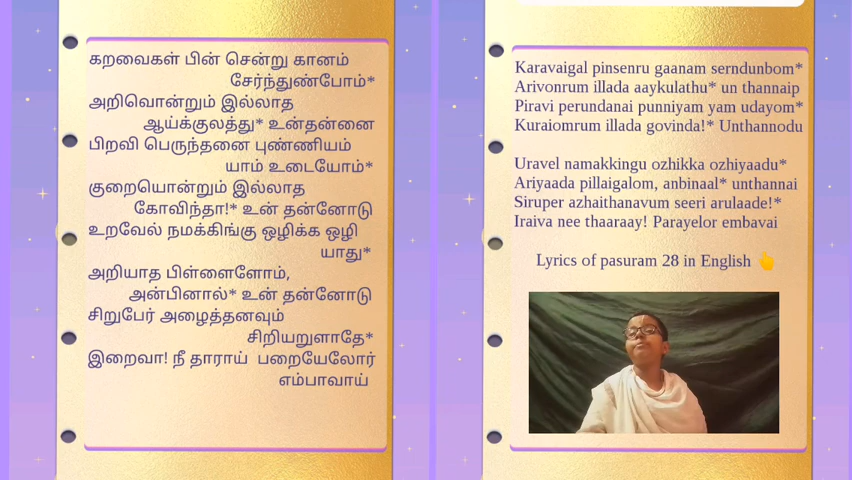 கறவைகள் பின் சென்று கானம்
சேர்ந்துண்போம்*
அறிவொன்றும் இல்லாத
ஆய்க்குலத்து* உன்தன்னை
பிறவி பெருந்தனை புண்ணியம்
யாம் உடையோம்*
குறையொன்றும் இல்லாத
கோவிந்தா!* உன் தன்னோடு
உறவேல் நமக்கிங்கு ஒழிக்க ஒழி
யாது*
அறியாத பிள்ளைளோம்,
அன்பினால்* உன் தன்னோடு
சிறுபேர் அழைத்தனவும்
சிறியறுளாதே*
இறைவா! நீ தாராய் பறையேலோர்
எம்பாவாய்
Karavaigal pinsenru gaanam serndunbom*
Arivonrum illada aaykulathu* un thannaip
Piravi perundanai punniyam yam udayom*
Kuraiomrum illada govinda!* Unthannodu
Uravel namakkingu ozhikka ozhiyaadu*
Ariyaada pillaigalom, anbinaal* unthannai
Siruper azhaithanavum seeri arulaade!*
Iraiva nee thaaraay! Parayelor embavai
Lyrics of pasuram 28 in English 👆